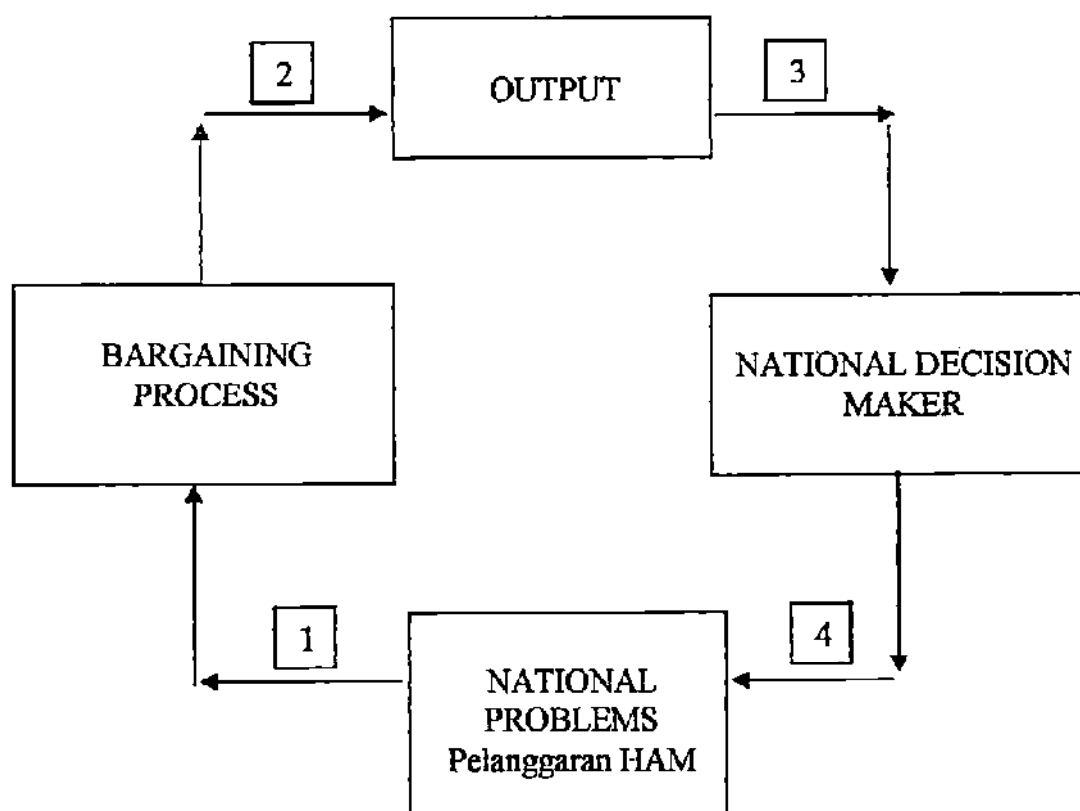 2
OUTPUT
3
BARGAINING
PROCESS
NATIONAL DECISION
MAKER
1
NATIONAL
PROBLEMS
Pelanggaran HAM
4